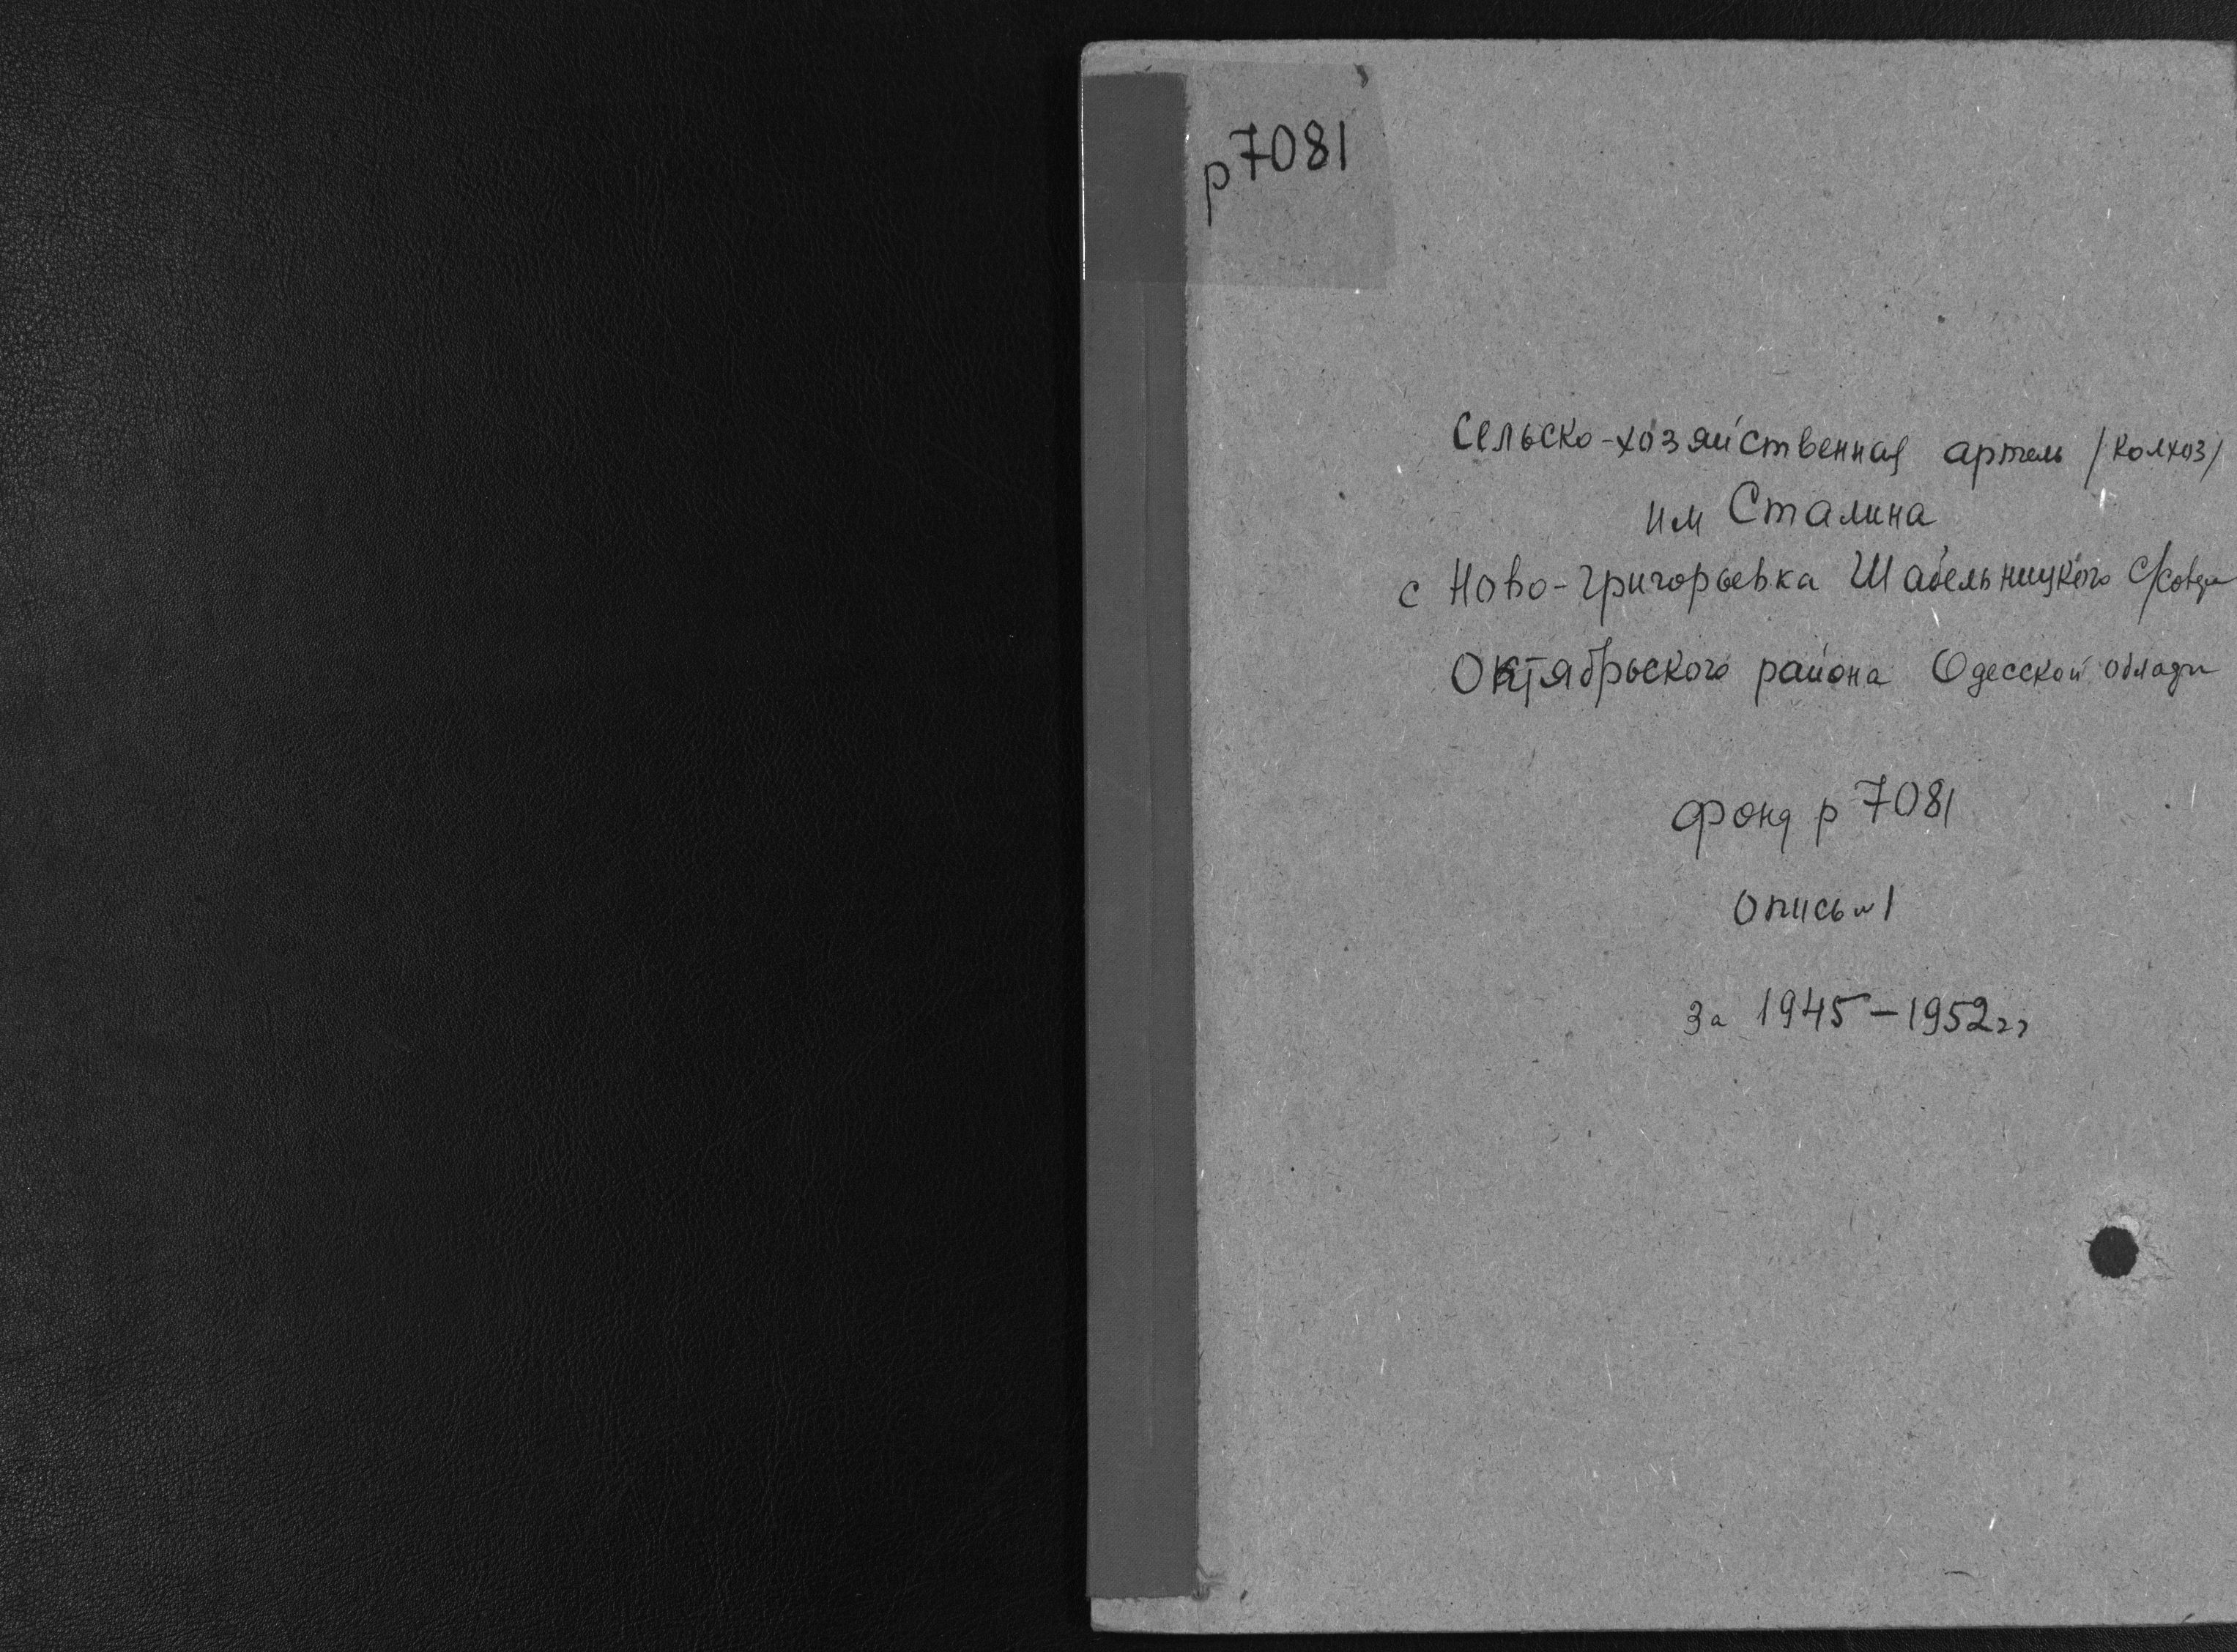 р7081
Сельско-хозяйственная артель /колхоз/
им Сталина
с Ново-Григорьевка Шабельницкого с/совета
Октябрьского района Одесской области
Фонд р 7081
Опись № 1
За 1945 – 1952 гг